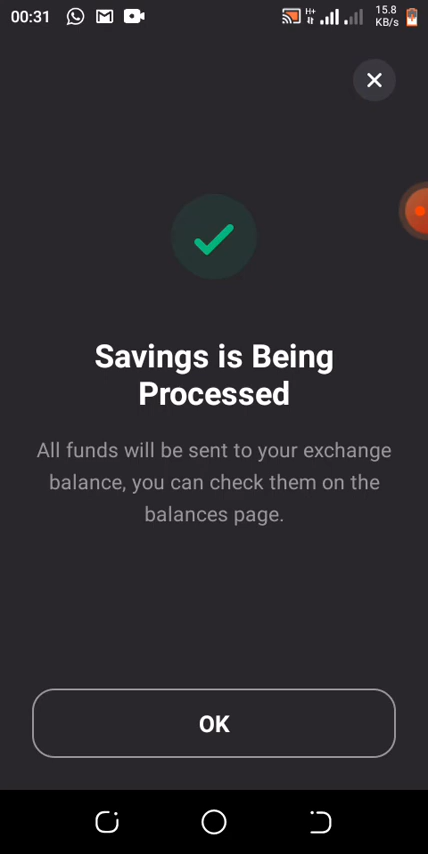 00:31
H+
15.8
KB/s
Savings is Being
Processed
All funds will be sent to your exchange
balance, you can check them on the
balances page.
OK